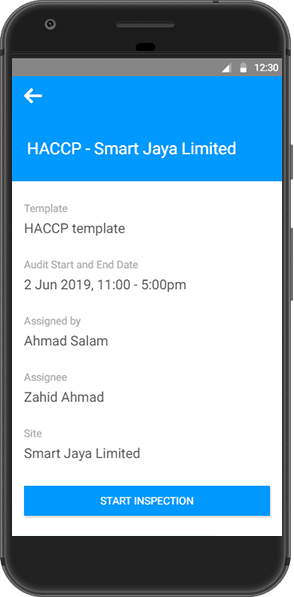 12:30
HACCP - Smart Jaya Limited
Template
HACCP template
Audit Start and End Date
2 Jun 2019, 11:00 - 5:00pm
Assigned by
Ahmad Salam
Assignee
Zahid Ahmad
Site
Smart Jaya Limited
START INSPECTION